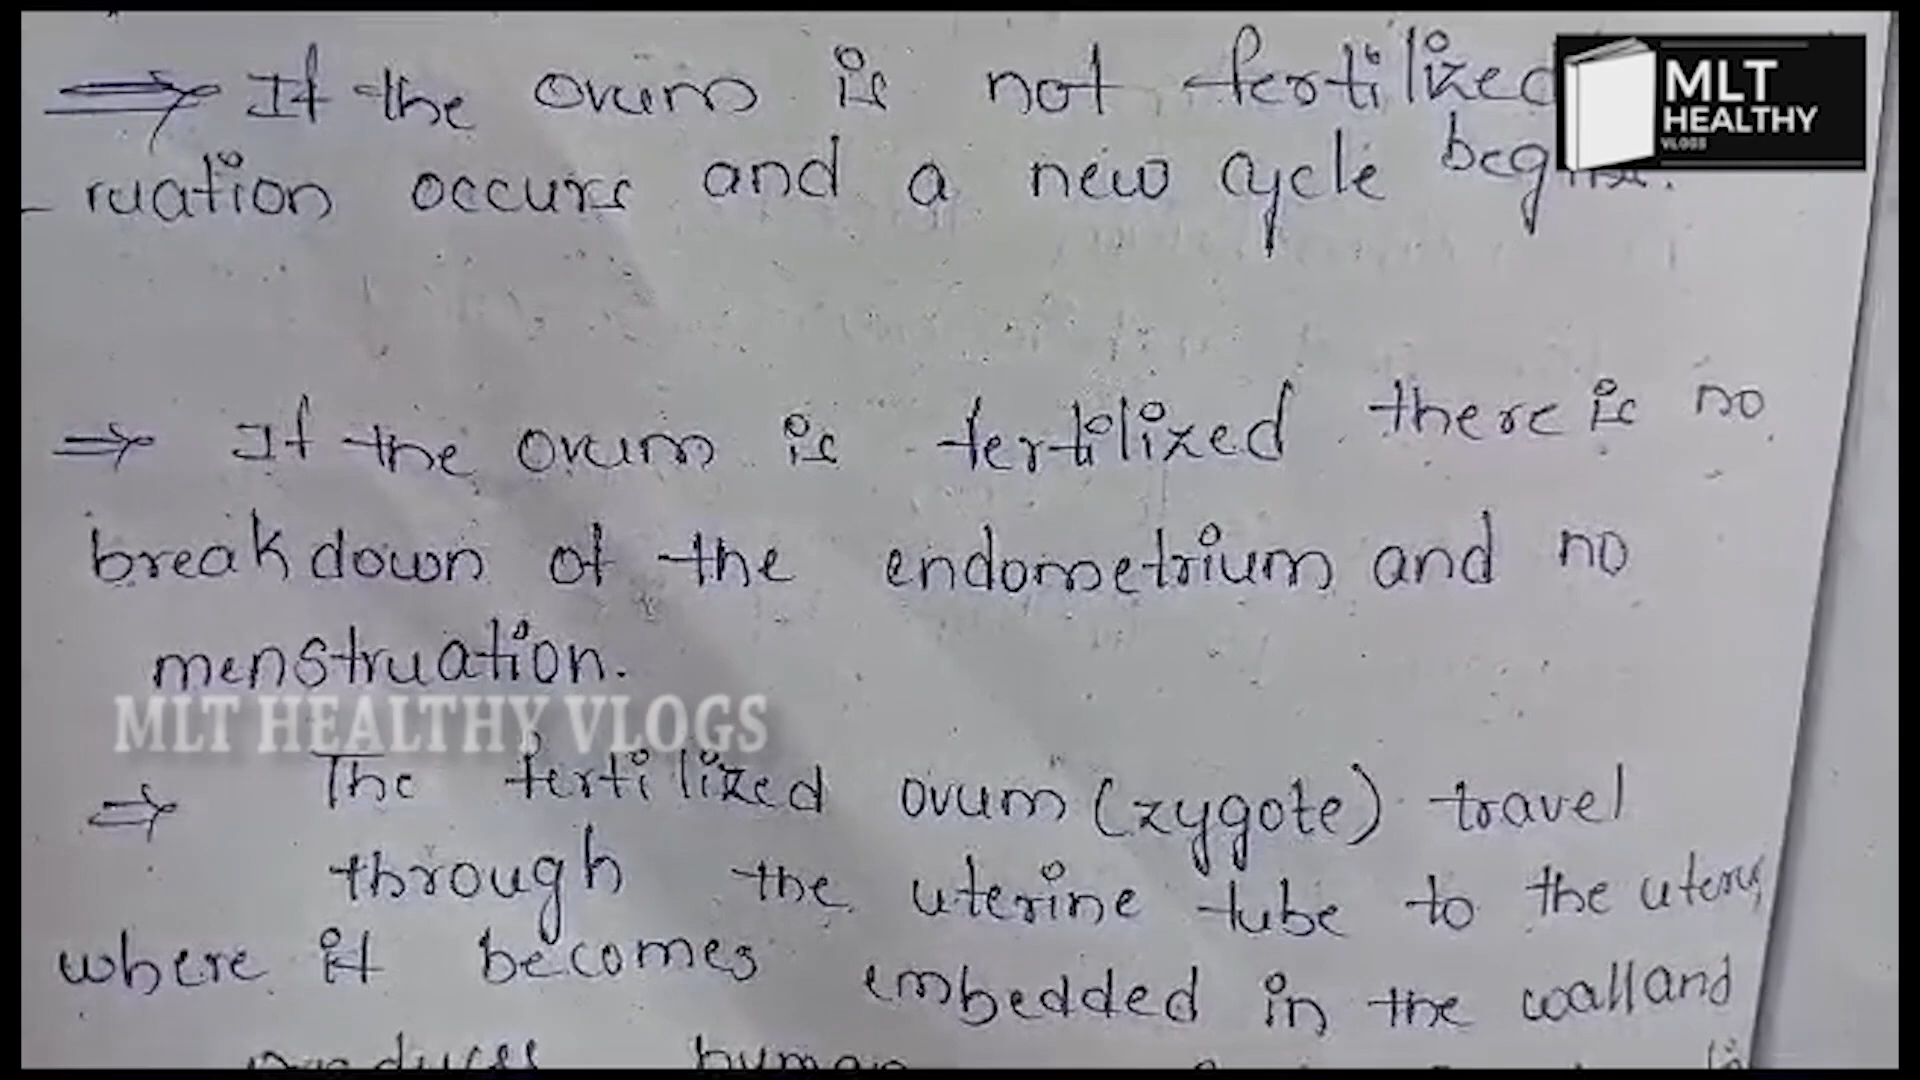 ⇒ If the ovum is not fertilized
MLT
HEALTHY
VLOGS
- ruation occurs and a new cycle
⇒ If the ovum is fertilized there is no
breakdown of the endometrium and no
menstruation.
MLT HEALTHY VLOGS
⇒ The fertilized ovum (zygote) travel
through the uterine tube to the uterus
where it becomes embedded in the wall and
produces human